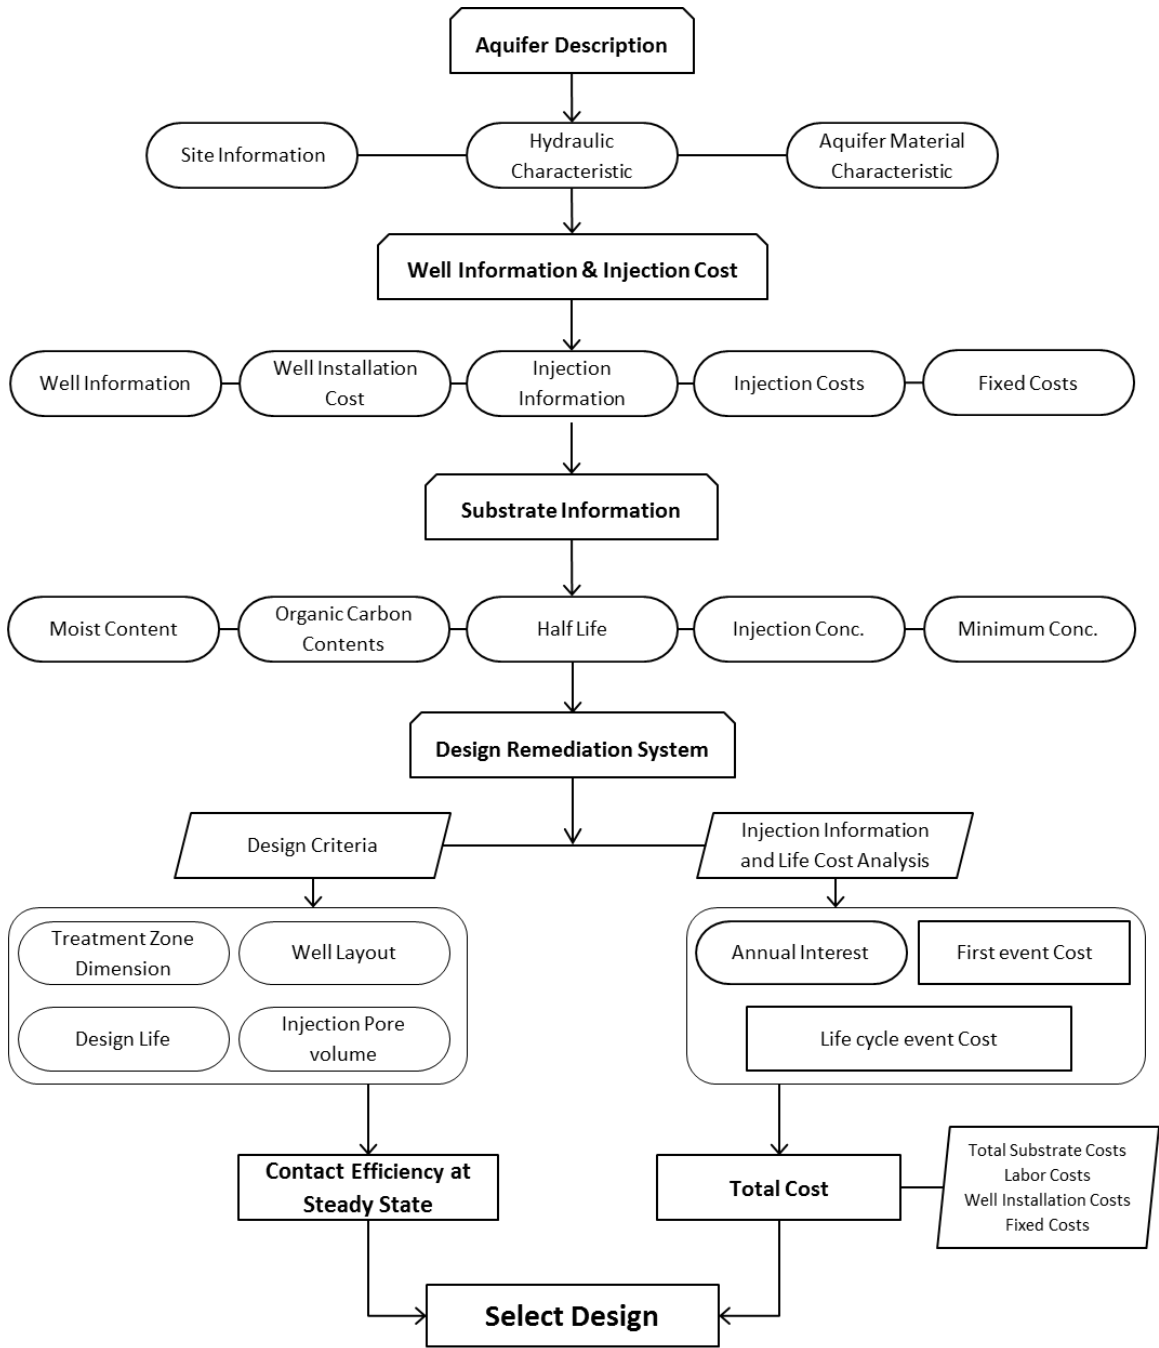 Aquifer Description
Site Information
Hydraulic
Characteristic
Aquifer Material
Characteristic
Well Information & Injection Cost
Well Information
Well Installation
Cost
Injection
Information
Injection Costs
Fixed Costs
Substrate Information
Moist Content
Organic Carbon
Contents
Half Life
Injection Conc.
Minimum Conc.
Design Remediation System
Design Criteria
Injection Information
and Life Cost Analysis
Treatment Zone
Dimension
Well Layout
Design Life
Injection Pore
volume
Annual Interest
First event Cost
Life cycle event Cost
Contact Efficiency at
Steady State
Total Cost
Total Substrate Costs
Labor Costs
Well Installation Costs
Fixed Costs
Select Design